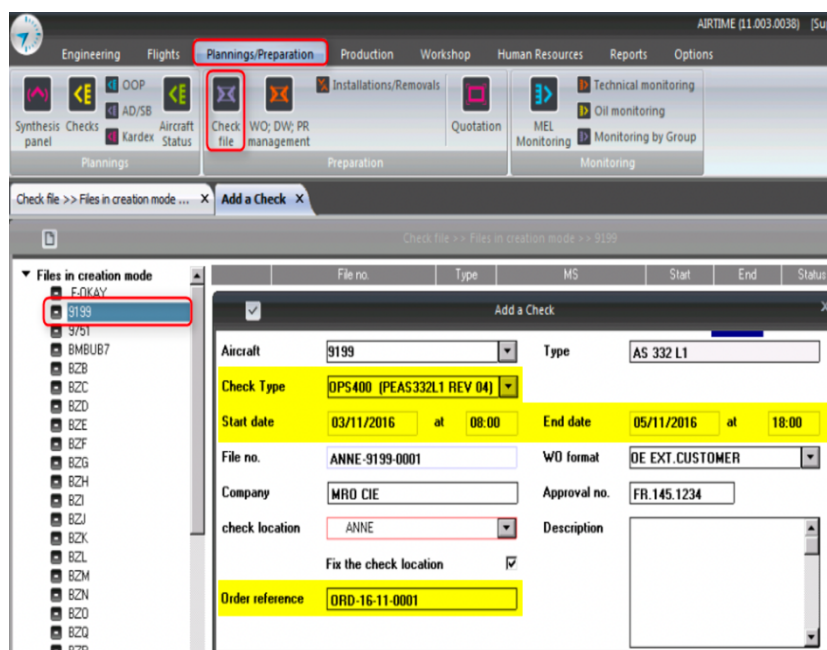 AIRTIME (11.003.0038) [Su
Engineering Flights Plannings/Preparation Production Workshop Human Resources Reports Options
Synthesis panel
Checks
OOP
AD/SB
Kardex
Aircraft Status
Plannings
Check file
WO; DW; PR management
Installations/Removals
Quotation
Preparation
MEL Monitoring
Technical monitoring
Oil monitoring
Monitoring by Group
Monitoring
Check file >> Files in creation mode ... X Add a Check X
Check file >> Files in creation mode >> 9199
Files in creation mode
F-OKAY
9199
9751
BMBUB7
BZB
BZC
BZD
BZE
BZF
BZG
BZH
BZI
BZJ
BZK
BZL
BZM
BZN
BZO
BZQ
File no. Type MS Start End Status
Add a Check X
Aircraft 9199 Type AS 332 L1
Check Type OPS400 (PEAS332L1 REV 04)
Start date 03/11/2016 at 08:00 End date 05/11/2016 at 18:00
File no. ANNE-9199-0001 WO format OE EXT.CUSTOMER
Company MRO CIE Approval no. FR.145.1234
check location ANNE Description
Fix the check location
Order reference ORD-16-11-0001